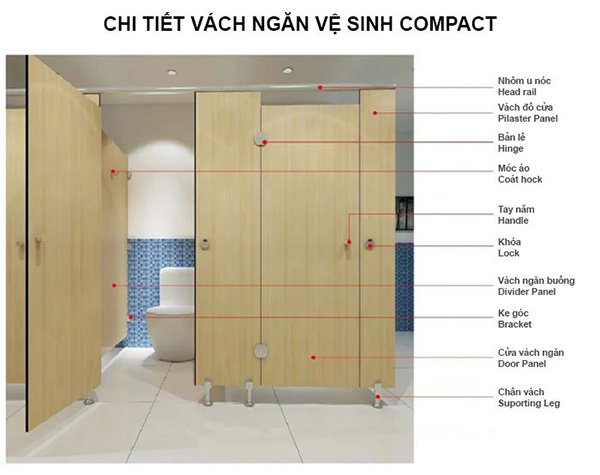 CHI TIẾT VÁCH NGĂN VỆ SINH COMPACT
Nhôm u nóc
Head rail
Vách đố cửa
Pilaster Panel
Bản lề
Hinge
Móc áo
Coat hock
Tay nắm
Handle
Khóa
Lock
Vách ngăn buồng
Divider Panel
Ke góc
Bracket
Cửa vách ngăn
Door Panel
Chân vách
Suporting Leg